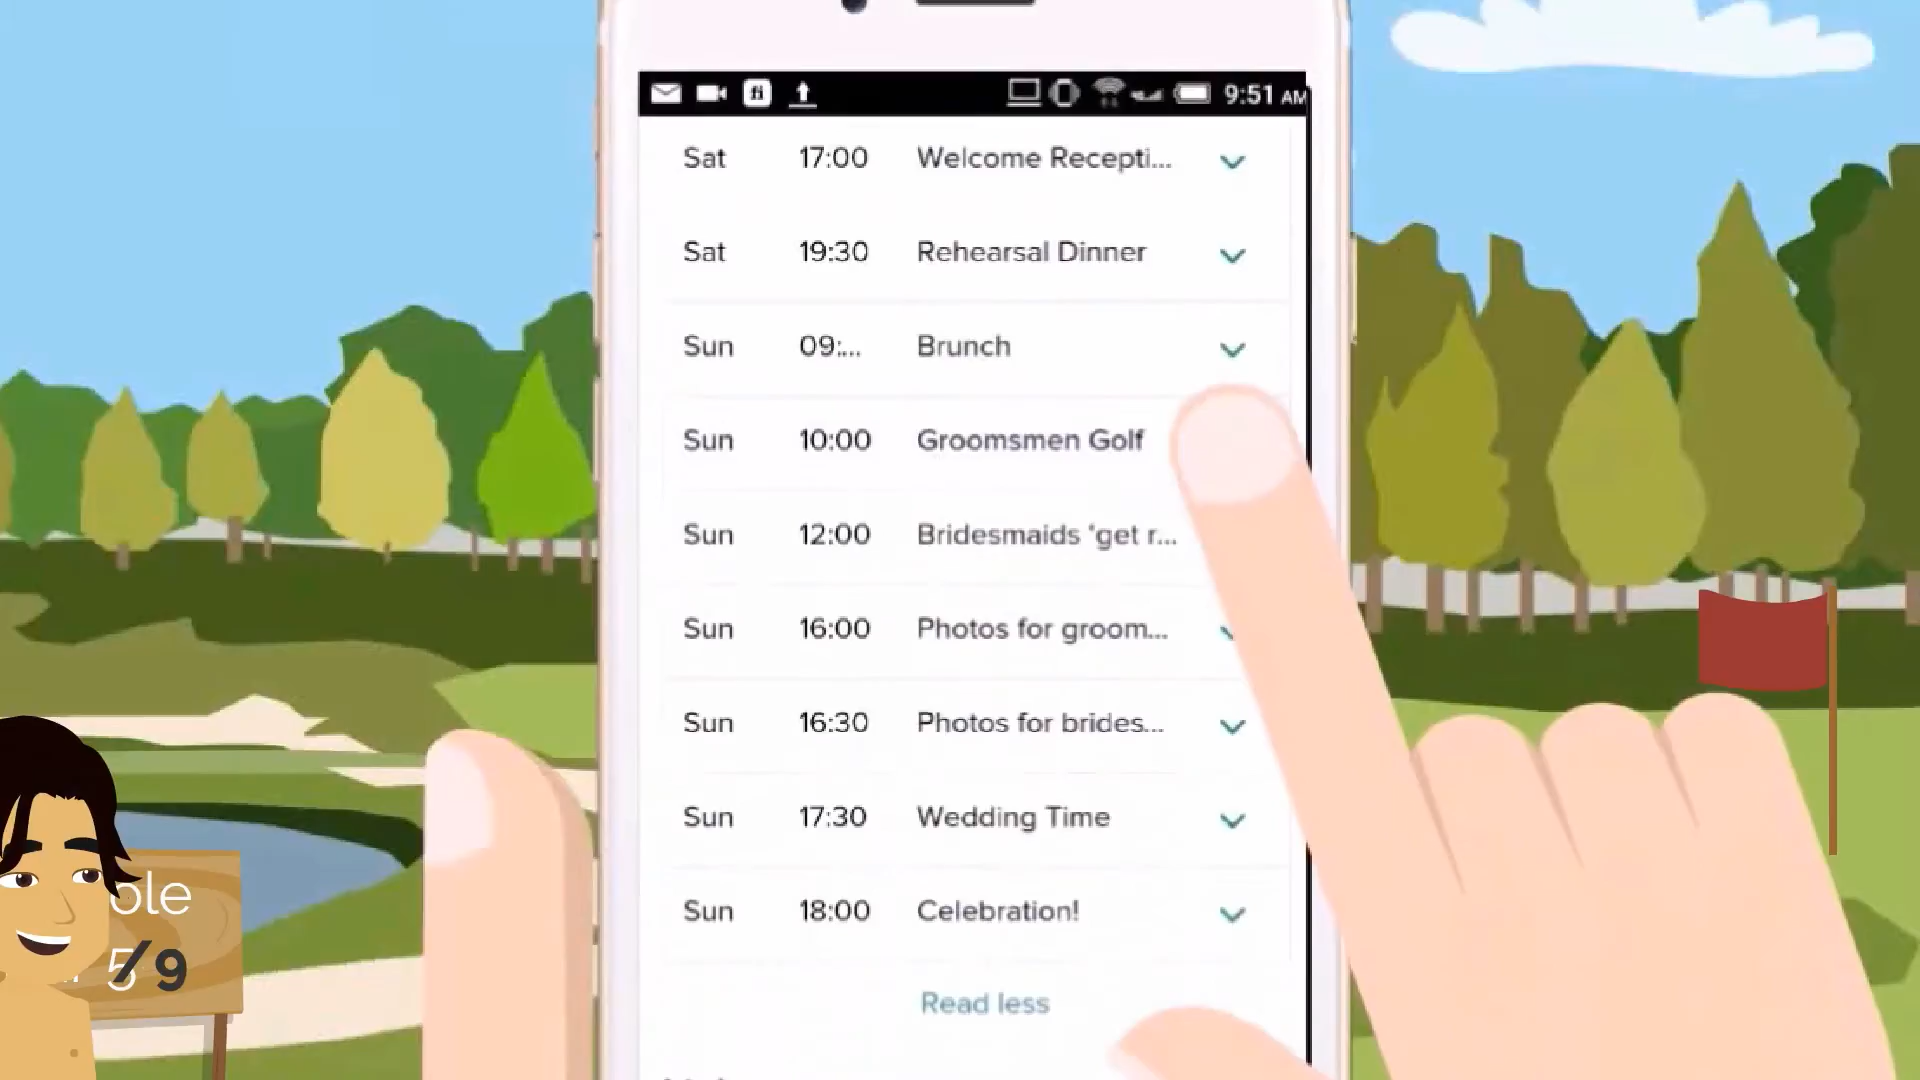 fi 9:51 AM
Sat 17:00 Welcome Recepti...
Sat 19:30 Rehearsal Dinner
Sun 09:... Brunch
Sun 10:00 Groomsmen Golf
Sun 12:00 Bridesmaids 'get r...
Sun 16:00 Photos for groom...
Sun 16:30 Photos for brides...
Sun 17:30 Wedding Time
Sun 18:00 Celebration!
Read less
ole
5/9